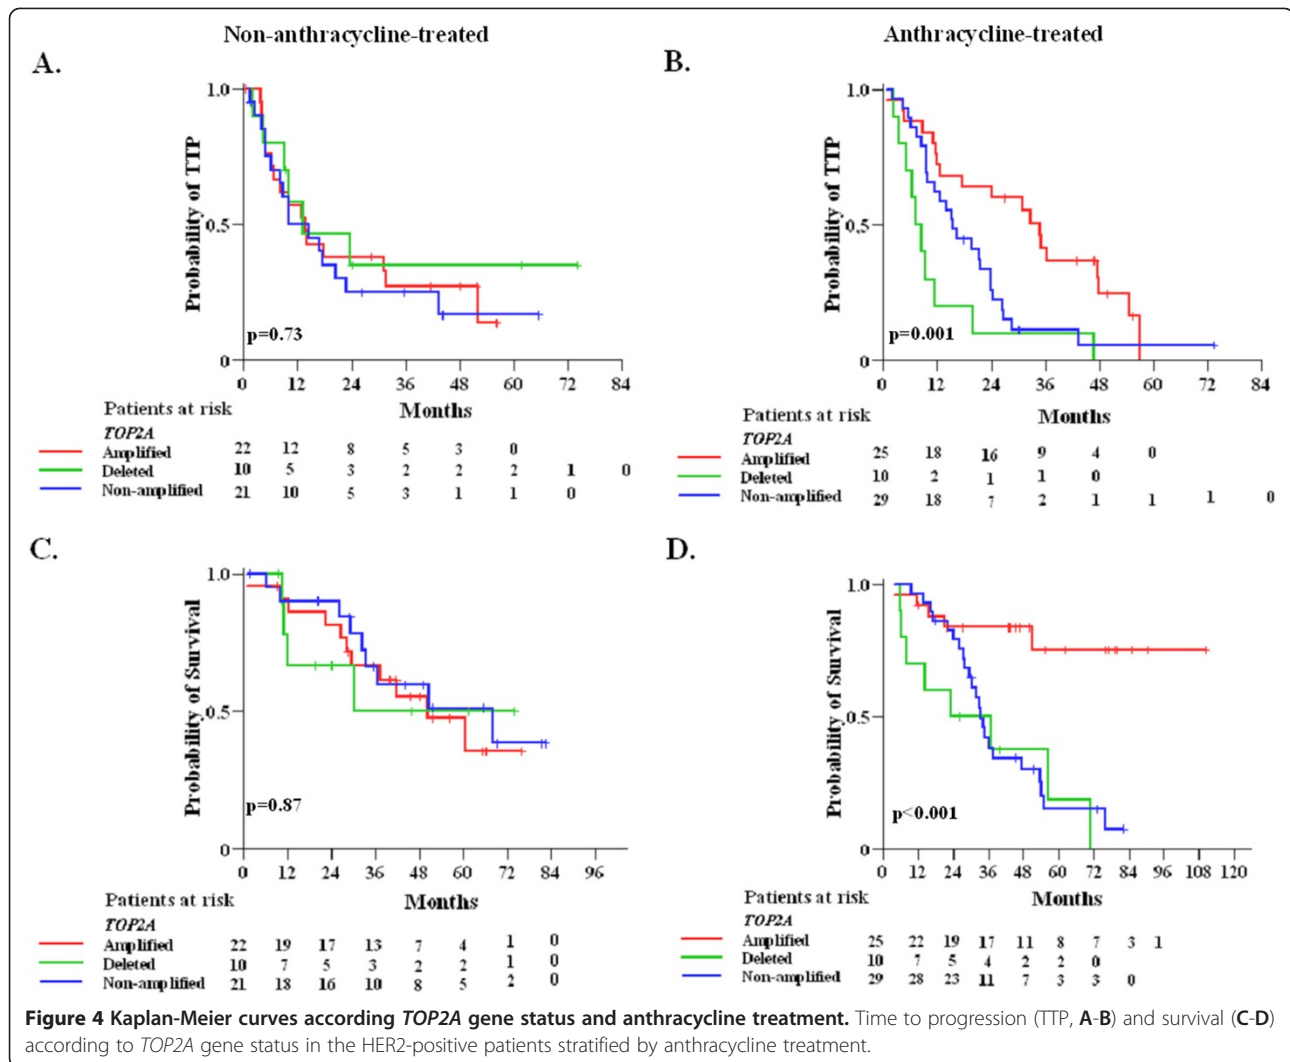 Non-anthracycline-treated
Anthracycline-treated
A.
B.
Probability of TTP
1.0
0.5
0
p=0.73
0 12 24 36 48 60 72 84
Months
Patients at risk
TOP2A
Amplified 22 12 8 5 3 0
Deleted 10 5 3 2 2 2 1 0
Non-amplified 21 10 5 3 1 1 0
Probability of TTP
1.0
0.5
0
p=0.001
0 12 24 36 48 60 72 84
Months
Patients at risk
TOP2A
Amplified 25 18 16 9 4 0
Deleted 10 2 1 1 0
Non-amplified 29 18 7 2 1 1 1 0
C.
D.
Probability of Survival
1.0
0.5
0
p=0.87
0 12 24 36 48 60 72 84 96
Months
Patients at risk
TOP2A
Amplified 22 19 17 13 7 4 1 0
Deleted 10 7 5 3 2 2 1 0
Non-amplified 21 18 16 10 8 5 2 0
Probability of Survival
1.0
0.5
0
p<0.001
0 12 24 36 48 60 72 84 96 108 120
Months
Patients at risk
TOP2A
Amplified 25 22 19 17 11 8 7 3 1
Deleted 10 7 5 4 2 2 0
Non-amplified 29 28 23 11 7 3 3 0
Figure 4 Kaplan-Meier curves according TOP2A gene status and anthracycline treatment. Time to progression (TTP, A-B) and survival (C-D)
according to TOP2A gene status in the HER2-positive patients stratified by anthracycline treatment.